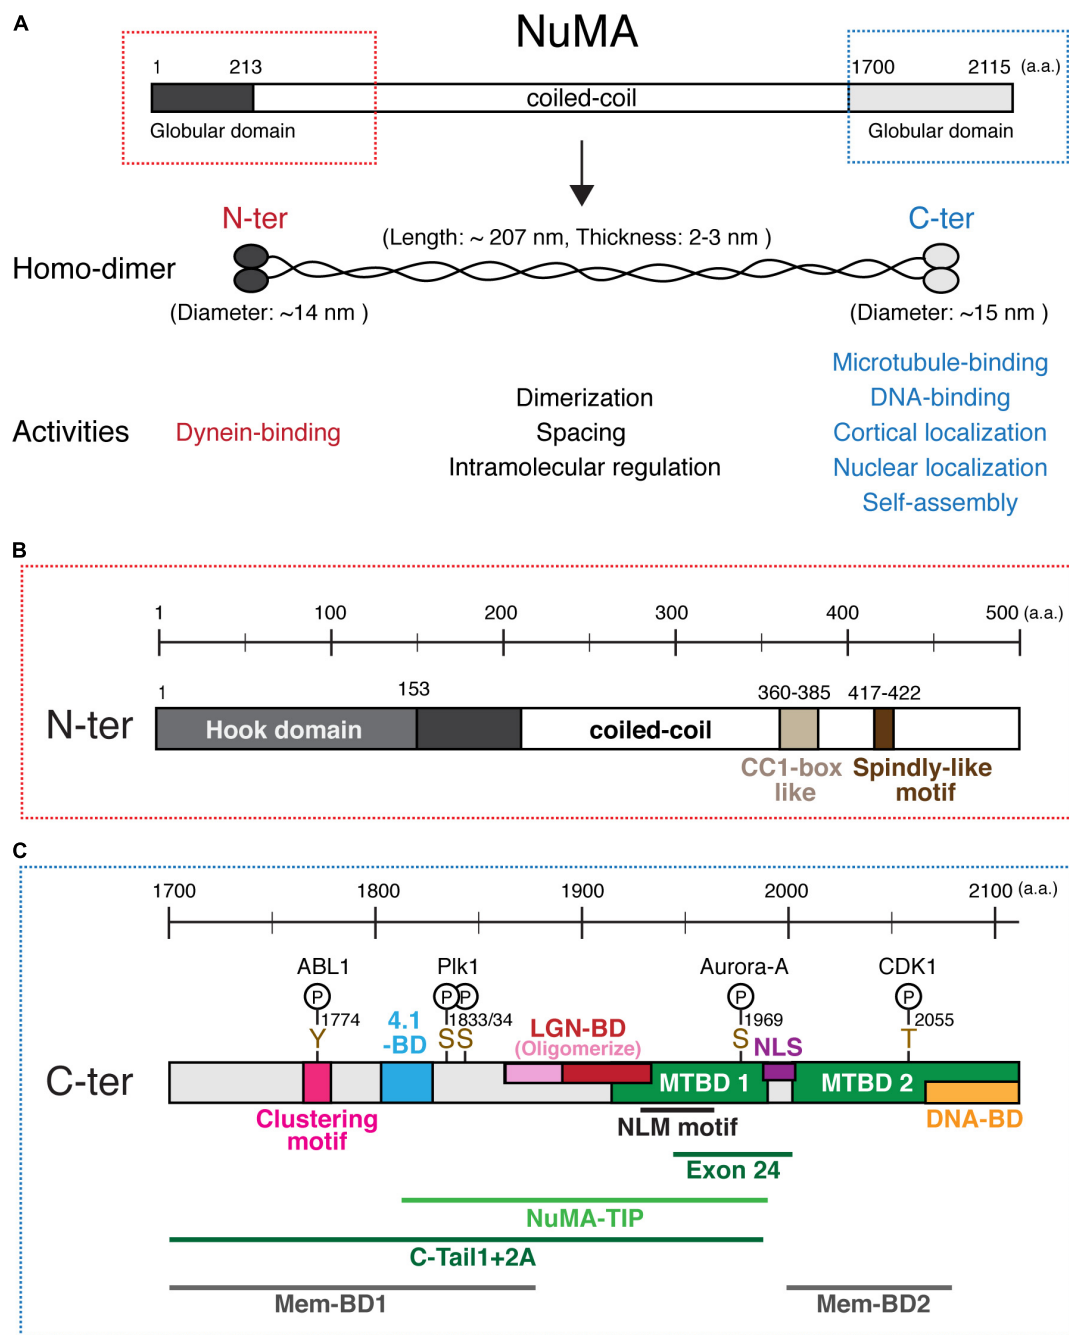 A
NuMA
1 213 1700 2115 (a.a.)
coiled-coil
Globular domain Globular domain
N-ter C-ter
(Length: ~ 207 nm, Thickness: 2-3 nm )
Homo-dimer
(Diameter: ~14 nm ) (Diameter: ~15 nm )
Activities
Dynein-binding
Dimerization
Spacing
Intramolecular regulation
Microtubule-binding
DNA-binding
Cortical localization
Nuclear localization
Self-assembly
B
1 100 200 300 400 500 (a.a.)
1 153 360-385 417-422
N-ter
Hook domain coiled-coil
CC1-box
like
Spindly-like
motif
C
1700 1800 1900 2000 2100 (a.a.)
ABL1 Plk1 Aurora-A CDK1
P P P P P
1774 1833/34 1969 2055
Y S S S T
4.1
-BD
LGN-BD
(Oligomerize)
NLS
C-ter
MTBD 1 MTBD 2
Clustering
motif
NLM motif
DNA-BD
Exon 24
NuMA-TIP
C-Tail1+2A
Mem-BD1 Mem-BD2